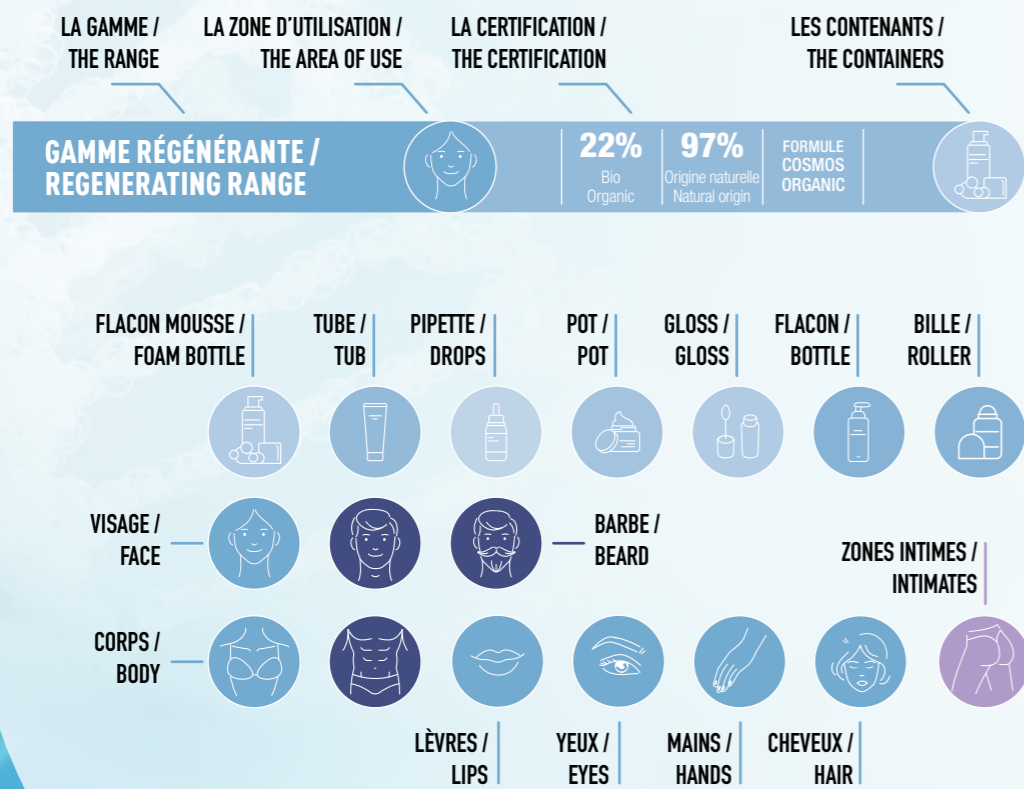 LA GAMME /
THE RANGE
LA ZONE D'UTILISATION /
THE AREA OF USE
LA CERTIFICATION /
THE CERTIFICATION
LES CONTENANTS /
THE CONTAINERS
GAMME RÉGÉNÉRANTE /
REGENERATING RANGE
22%
Bio
Organic
97%
Origine naturelle
Natural origin
FORMULE
COSMOS
ORGANIC
FLACON MOUSSE /
FOAM BOTTLE
TUBE /
TUB
PIPETTE /
DROPS
POT /
POT
GLOSS /
GLOSS
FLACON /
BOTTLE
BILLE /
ROLLER
VISAGE /
FACE
BARBE /
BEARD
ZONES INTIMES /
INTIMATES
CORPS /
BODY
LÈVRES /
LIPS
YEUX /
EYES
MAINS /
HANDS
CHEVEUX /
HAIR